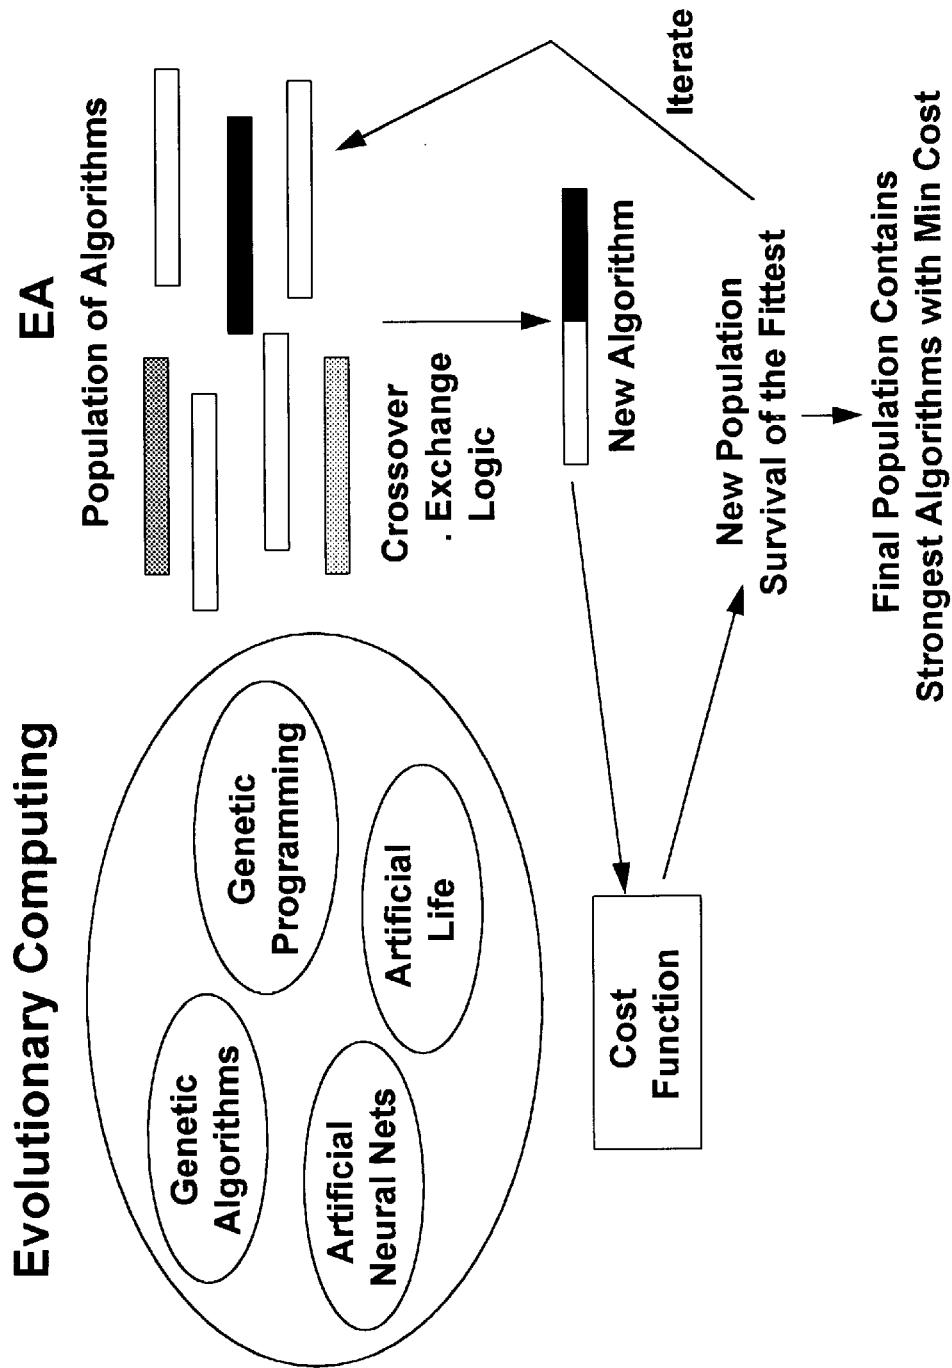 Evolutionary Computing
EA
Genetic
Algorithms
Genetic
Programming
Artificial
Neural Nets
Artificial
Life
Population of Algorithms
Crossover
. Exchange
Logic
New Algorithm
Cost
Function
New Population
Survival of the Fittest
Iterate
Final Population Contains
Strongest Algorithms with Min Cost